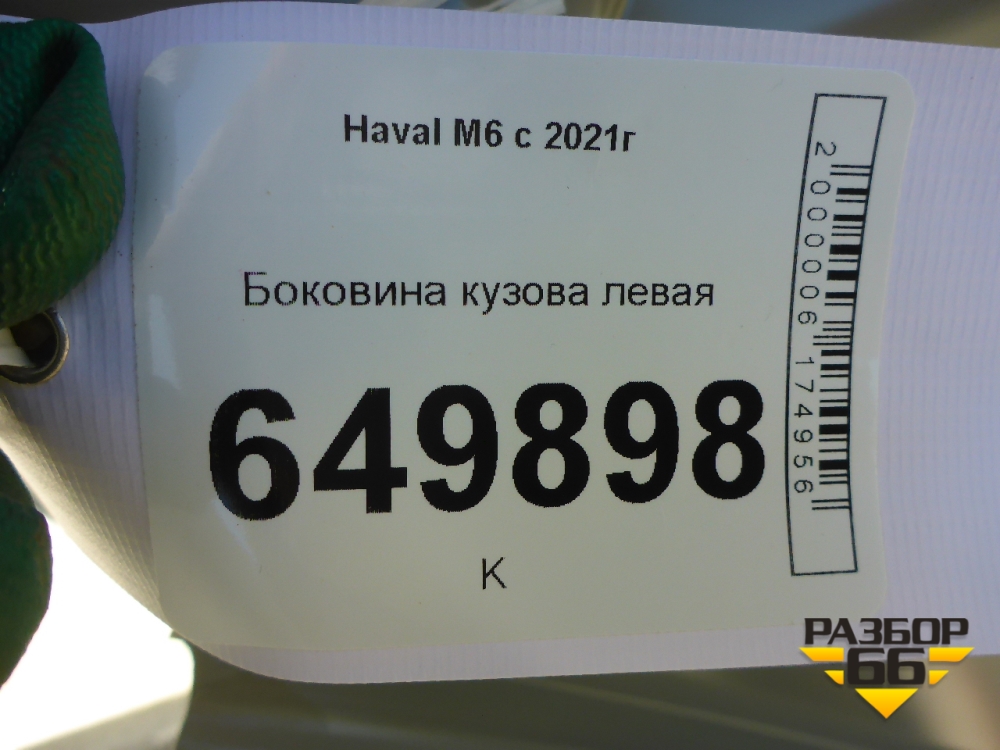 Haval M6 с 2021г
Боковина кузова левая
649898
К
2000006174956
РАЗБОР
66